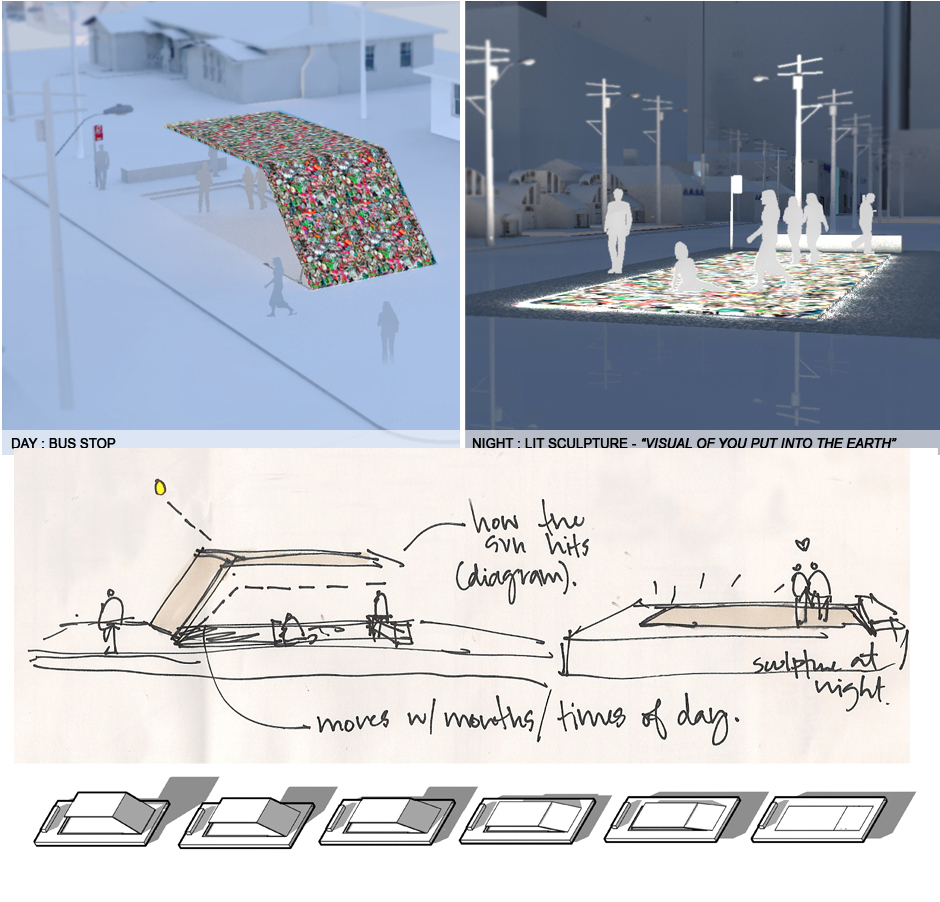 DAY : BUS STOP
NIGHT : LIT SCULPTURE - "VISUAL OF YOU PUT INTO THE EARTH"
how the
sun hits
(diagram).
sculpture at
night.
moves w/ months/ times of day.